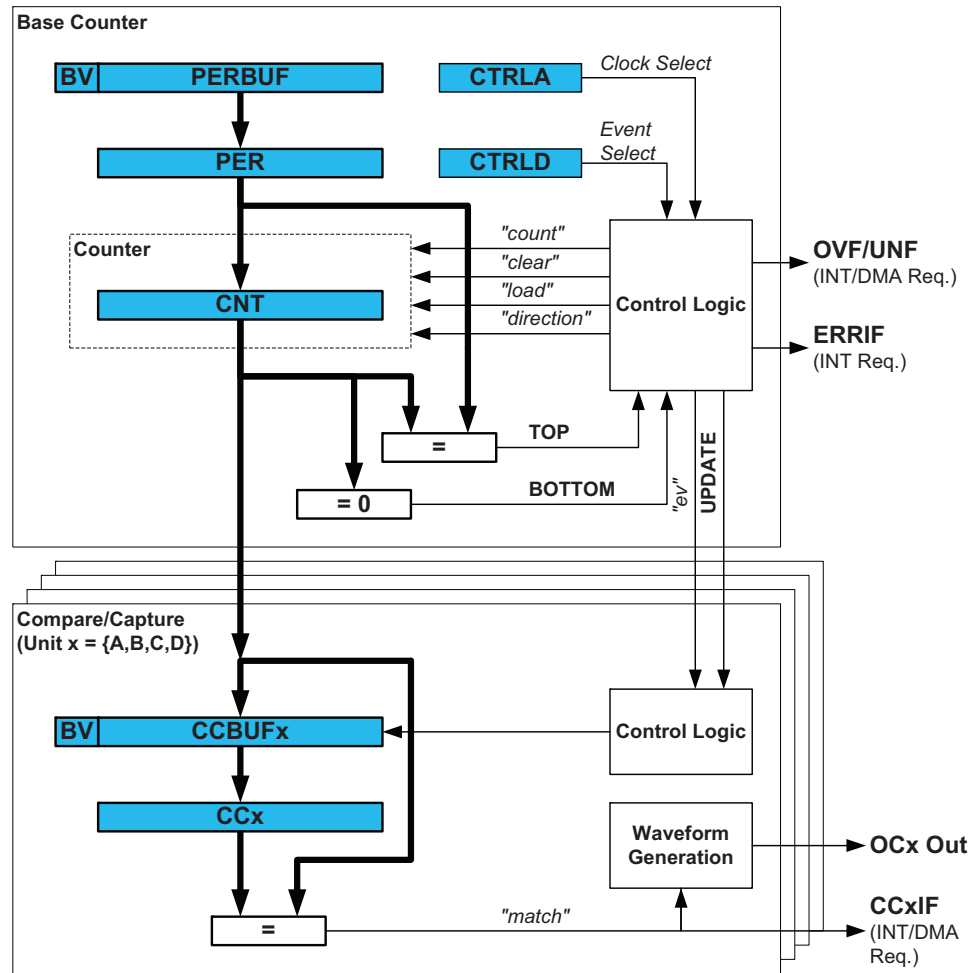 Base Counter
BV PERBUF
CTRLA
Clock Select
PER
CTRLD
Event
Select
Counter
CNT
"count"
"clear"
"load"
"direction"
Control Logic
OVF/UNF
(INT/DMA Req.)
ERRIF
(INT Req.)
=
TOP
= 0
BOTTOM
"ev"
UPDATE
Compare/Capture
(Unit x = {A,B,C,D})
BV CCBUFx
Control Logic
CCx
Waveform
Generation
OCx Out
=
"match"
CCxIF
(INT/DMA
Req.)